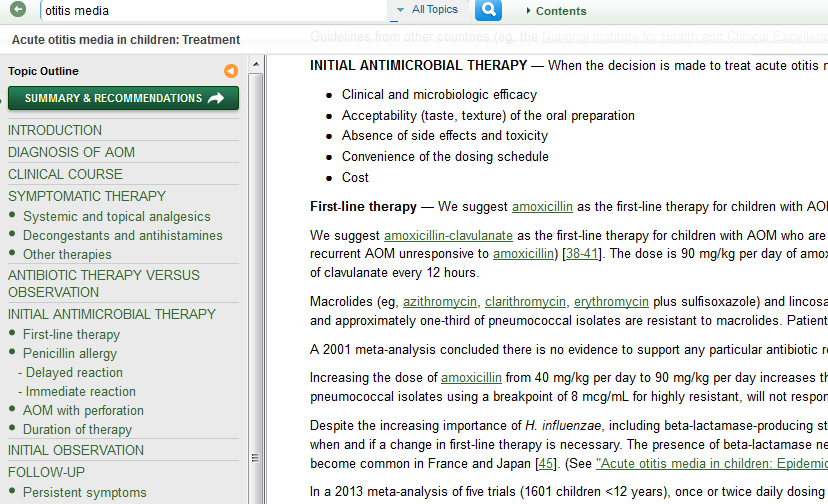 otitis media
All Topics
Contents
Acute otitis media in children: Treatment
Guidelines from other countries (eg, the National Institute for Health and Clinical Excellenc
Topic Outline
SUMMARY & RECOMMENDATIONS
INTRODUCTION
DIAGNOSIS OF AOM
CLINICAL COURSE
SYMPTOMATIC THERAPY
• Systemic and topical analgesics
• Decongestants and antihistamines
• Other therapies
ANTIBIOTIC THERAPY VERSUS
OBSERVATION
INITIAL ANTIMICROBIAL THERAPY
• First-line therapy
• Penicillin allergy
- Delayed reaction
- Immediate reaction
• AOM with perforation
• Duration of therapy
INITIAL OBSERVATION
FOLLOW-UP
• Persistent symptoms
INITIAL ANTIMICROBIAL THERAPY — When the decision is made to treat acute otitis
• Clinical and microbiologic efficacy
• Acceptability (taste, texture) of the oral preparation
• Absence of side effects and toxicity
• Convenience of the dosing schedule
• Cost
First-line therapy — We suggest amoxicillin as the first-line therapy for children with AO
We suggest amoxicillin-clavulanate as the first-line therapy for children with AOM who are
recurrent AOM unresponsive to amoxicillin) [38-41]. The dose is 90 mg/kg per day of amox
of clavulanate every 12 hours.
Macrolides (eg, azithromycin, clarithromycin, erythromycin plus sulfisoxazole) and lincosa
and approximately one-third of pneumococcal isolates are resistant to macrolides. Patient
A 2001 meta-analysis concluded there is no evidence to support any particular antibiotic r
Increasing the dose of amoxicillin from 40 mg/kg per day to 90 mg/kg per day increases th
pneumococcal isolates using a breakpoint of 8 mcg/mL for highly resistant, will not respon
Despite the increasing importance of H. influenzae, including beta-lactamase-producing st
when and if a change in first-line therapy is necessary. The presence of beta-lactamase ne
become common in France and Japan [45]. (See "Acute otitis media in children: Epidemic
In a 2013 meta-analysis of five trials (1601 children <12 years), once or twice daily dosing